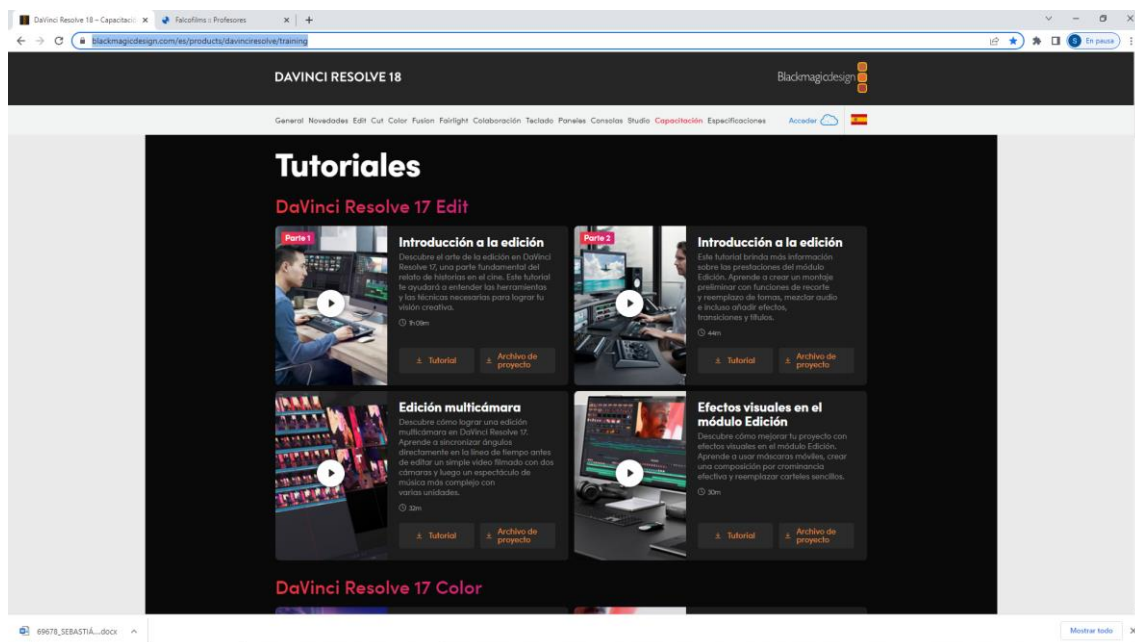 DaVinci Resolve 18 – Capacitació
Falcofilms :: Profesores
blackmagicdesign.com/es/products/davinciresolve/training
S En pausa
DAVINCI RESOLVE 18
Blackmagicdesign
General Novedades Edit Cut Color Fusion Fairlight Colaboración Teclado Paneles Consolas Studio Capacitación Especificaciones Acceder
Tutoriales
DaVinci Resolve 17 Edit
Parte 1
Introducción a la edición
Descubre el arte de la edición en DaVinci
Resolve 17, una parte fundamental del
relato de historias en el cine. Este tutorial
te ayudará a entender las herramientas
y las técnicas necesarias para lograr tu
visión creativa.
1h:09m
Tutorial
Archivo de
proyecto
Parte 2
Introducción a la edición
Este tutorial brinda más información
sobre las prestaciones del módulo
Edición. Aprende a crear un montaje
preliminar con funciones de recorte
y reemplazo de tomas, mezclar audio
e incluso añadir efectos,
transiciones y títulos.
44m
Tutorial
Archivo de
proyecto
Edición multicámara
Descubre cómo lograr una edición
multicámara en DaVinci Resolve 17.
Aprende a sincronizar ángulos
directamente en la línea de tiempo antes
de editar un simple video filmado con dos
cámaras y luego un espectáculo de
música más complejo con
varias unidades.
32m
Tutorial
Archivo de
proyecto
Efectos visuales en el
módulo Edición
Descubre cómo mejorar tu proyecto con
efectos visuales en el módulo Edición.
Aprende a usar máscaras móviles, crear
una composición por crominancia
efectiva y reemplazar carteles sencillos.
30m
Tutorial
Archivo de
proyecto
DaVinci Resolve 17 Color
69678_SEBASTIÁ....docx
Mostrar todo